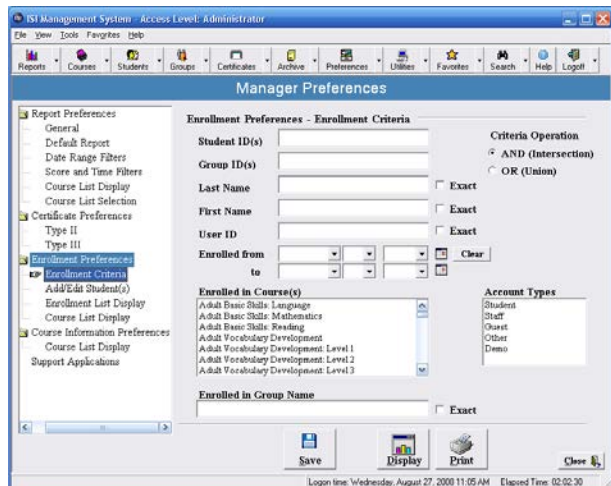 ISI Management System - Access Level: Administrator
File View Tools Favorites Help
Reports Courses Students Groups Certificates Archive Preferences Utilities Favorites Search Help Logoff
Manager Preferences
Report Preferences
General
Default Report
Date Range Filters
Score and Time Filters
Course List Display
Course List Selection
Certificate Preferences
Type II
Type III
Enrollment Preferences
Enrollment Criteria
Add/Edit Student(s)
Enrollment List Display
Course List Display
Course Information Preferences
Course List Display
Support Applications
Enrollment Preferences - Enrollment Criteria
Student ID(s)
Group ID(s)
Last Name Exact
First Name Exact
User ID Exact
Criteria Operation
AND (Intersection)
OR (Union)
Enrolled from Clear
to
Enrolled in Course(s)
Adult Basic Skills: Language
Adult Basic Skills: Mathematics
Adult Basic Skills: Reading
Adult Vocabulary Development
Adult Vocabulary Development: Level 1
Adult Vocabulary Development: Level 2
Adult Vocabulary Development: Level 3
Account Types
Student
Staff
Guest
Other
Demo
Enrolled in Group Name
Exact
Save Display Print Close
Logon time: Wednesday, August 27, 2008 11:05 AM Elapsed Time: 02:02:30